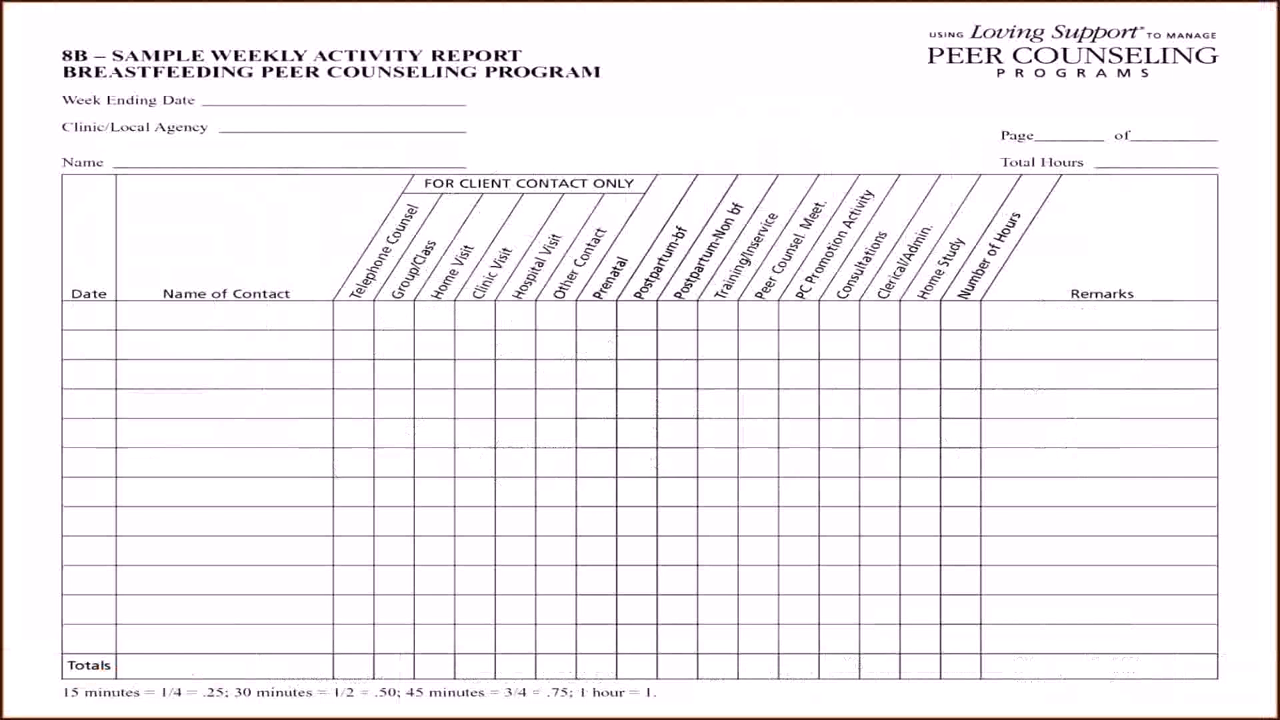 8B – SAMPLE WEEKLY ACTIVITY REPORT
BREASTFEEDING PEER COUNSELING PROGRAM
USING Loving Support™ TO MANAGE
PEER COUNSELING
PROGRAMS
Week Ending Date
Clinic/Local Agency
Page of
Name
Total Hours
FOR CLIENT CONTACT ONLY
Date
Name of Contact
Telephone Counsel
Group/Class
Home Visit
Clinic Visit
Hospital Visit
Other Contact
Prenatal
Postpartum-bf
Postpartum-Non bf
Training/Inservice
Peer Counsel Meet.
PC Promotion Activity
Consultations
Clerical/Admin.
Home Study
Number of Hours
Remarks
Totals
15 minutes = 1/4 = .25; 30 minutes = 1/2 = .50; 45 minutes = 3/4 = .75; 1 hour = 1.